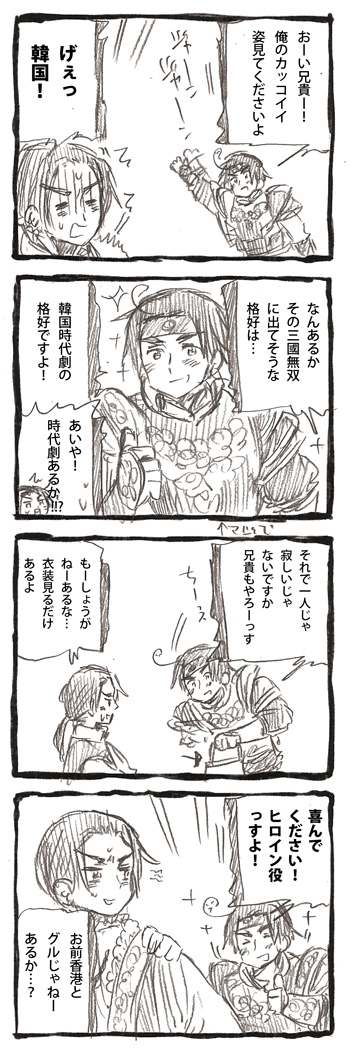 おーい兄貴ー！
俺のカッコイイ
姿見てくださいよ
ジャーン
ジャーン
げぇっ
韓国！
なんあるか
その三國無双
に出てそうな
格好は…
韓国時代劇の
格好ですよ！
あいや！
時代劇あるか!!?
それで一人じゃ
寂しいじゃ
ないですか
兄貴もやろーっす
ちーえ
もーしょうが
ねーあるな…
衣装見るだけ
あるよ
喜んで
ください！
ヒロイン役
っすよ！
お前香港と
グルじゃねー
あるか…？